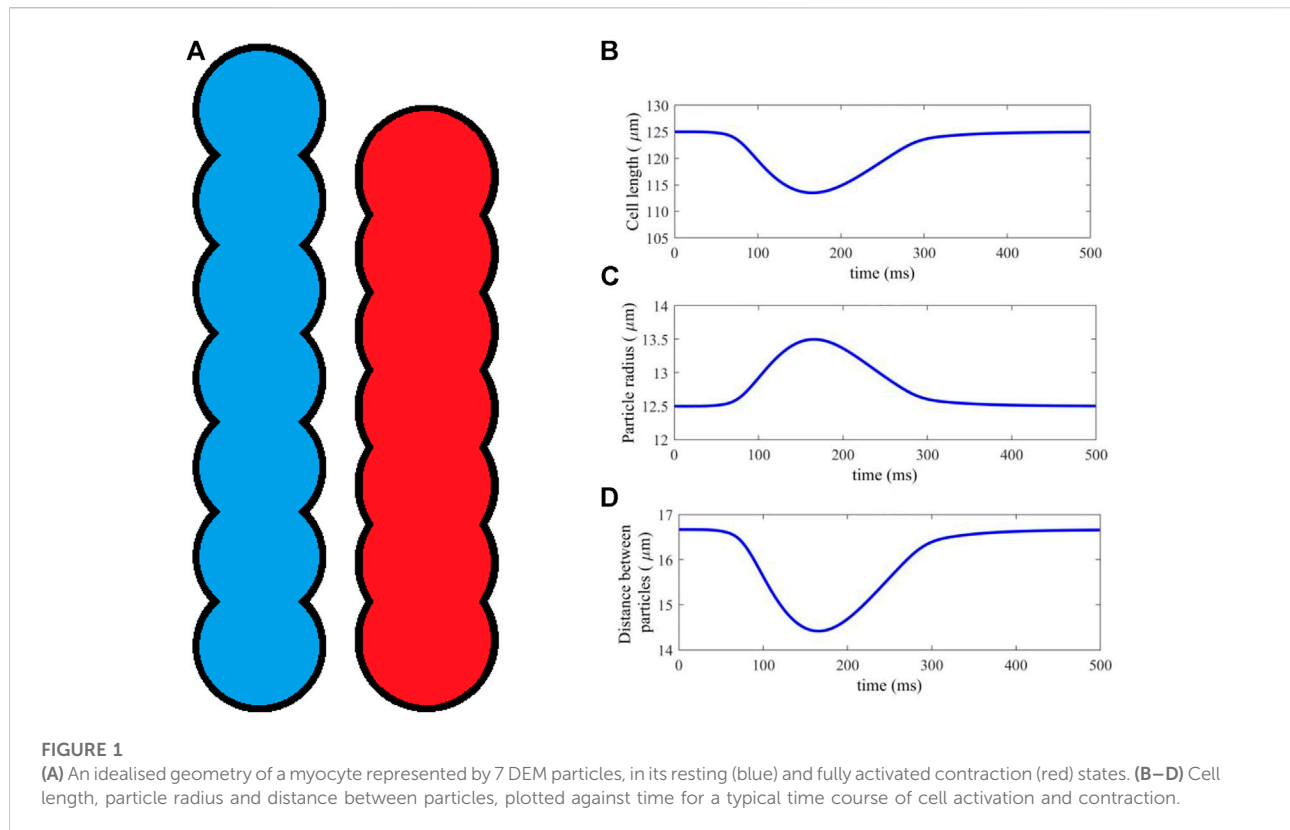 A
B
130
125
120
115
110
105
Cell length ( μm)
0 100 200 300 400 500
time (ms)
C
14
13.5
13
12.5
12
Particle radius ( μm)
0 100 200 300 400 500
time (ms)
D
17
16
15
14
Distance between
particles ( μm)
0 100 200 300 400 500
time (ms)
FIGURE 1
(A) An idealised geometry of a myocyte represented by 7 DEM particles, in its resting (blue) and fully activated contraction (red) states. (B–D) Cell
length, particle radius and distance between particles, plotted against time for a typical time course of cell activation and contraction.